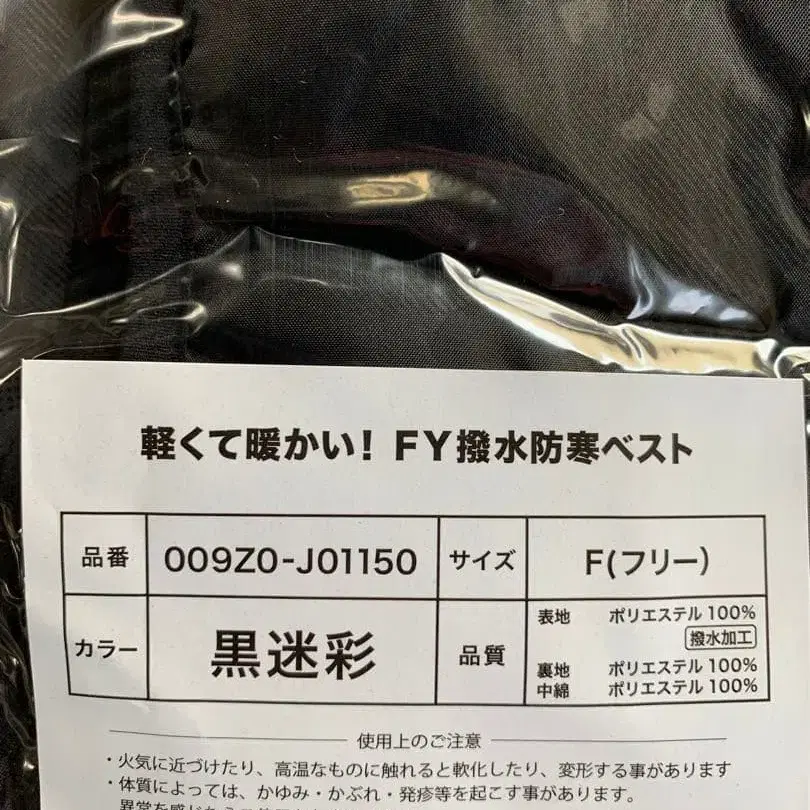 軽くて暖かい! FY撥水防寒ベスト
品番 009Z0-J01150 サイズ F(フリー)
カラー 黒迷彩 品質 表地 ポリエステル 100%
撥水加工
裏地 ポリエステル 100%
中綿 ポリエステル 100%
使用上のご注意
・火気に近づけたり、高温なものに触れると軟化したり、変形する事があります
・体質によっては、かゆみ・かぶれ・発疹等を起こす事があります。